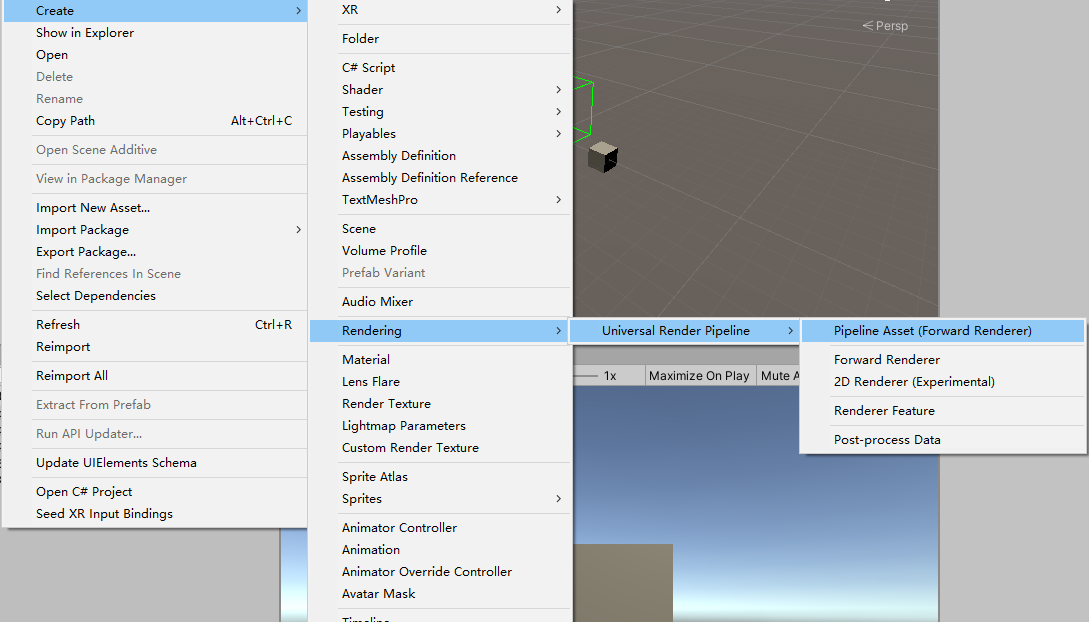 Create
Show in Explorer
Open
Delete
Rename
Copy Path Alt+Ctrl+C
Open Scene Additive
View in Package Manager
Import New Asset...
Import Package
Export Package...
Find References In Scene
Select Dependencies
Refresh Ctrl+R
Reimport
Reimport All
Extract From Prefab
Run API Updater...
Update UIElements Schema
Open C# Project
Seed XR Input Bindings
XR
Folder
C# Script
Shader
Testing
Playables
Assembly Definition
Assembly Definition Reference
TextMeshPro
Scene
Volume Profile
Prefab Variant
Audio Mixer
Rendering
Material
Lens Flare
Render Texture
Lightmap Parameters
Custom Render Texture
Sprite Atlas
Sprites
Animator Controller
Animation
Animator Override Controller
Avatar Mask
Timeline
Persp
Universal Render Pipeline
1x Maximize On Play Mute A
Pipeline Asset (Forward Renderer)
Forward Renderer
2D Renderer (Experimental)
Renderer Feature
Post-process Data